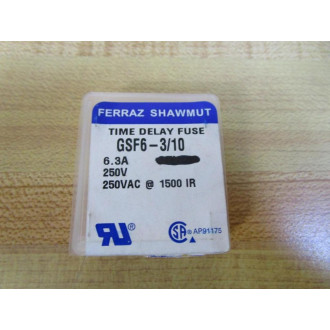 FERRAZ SHAWMUT
TIME DELAY FUSE
GSF6-3/10
6.3A
250V
250VAC @ 1500 IR
AP91175